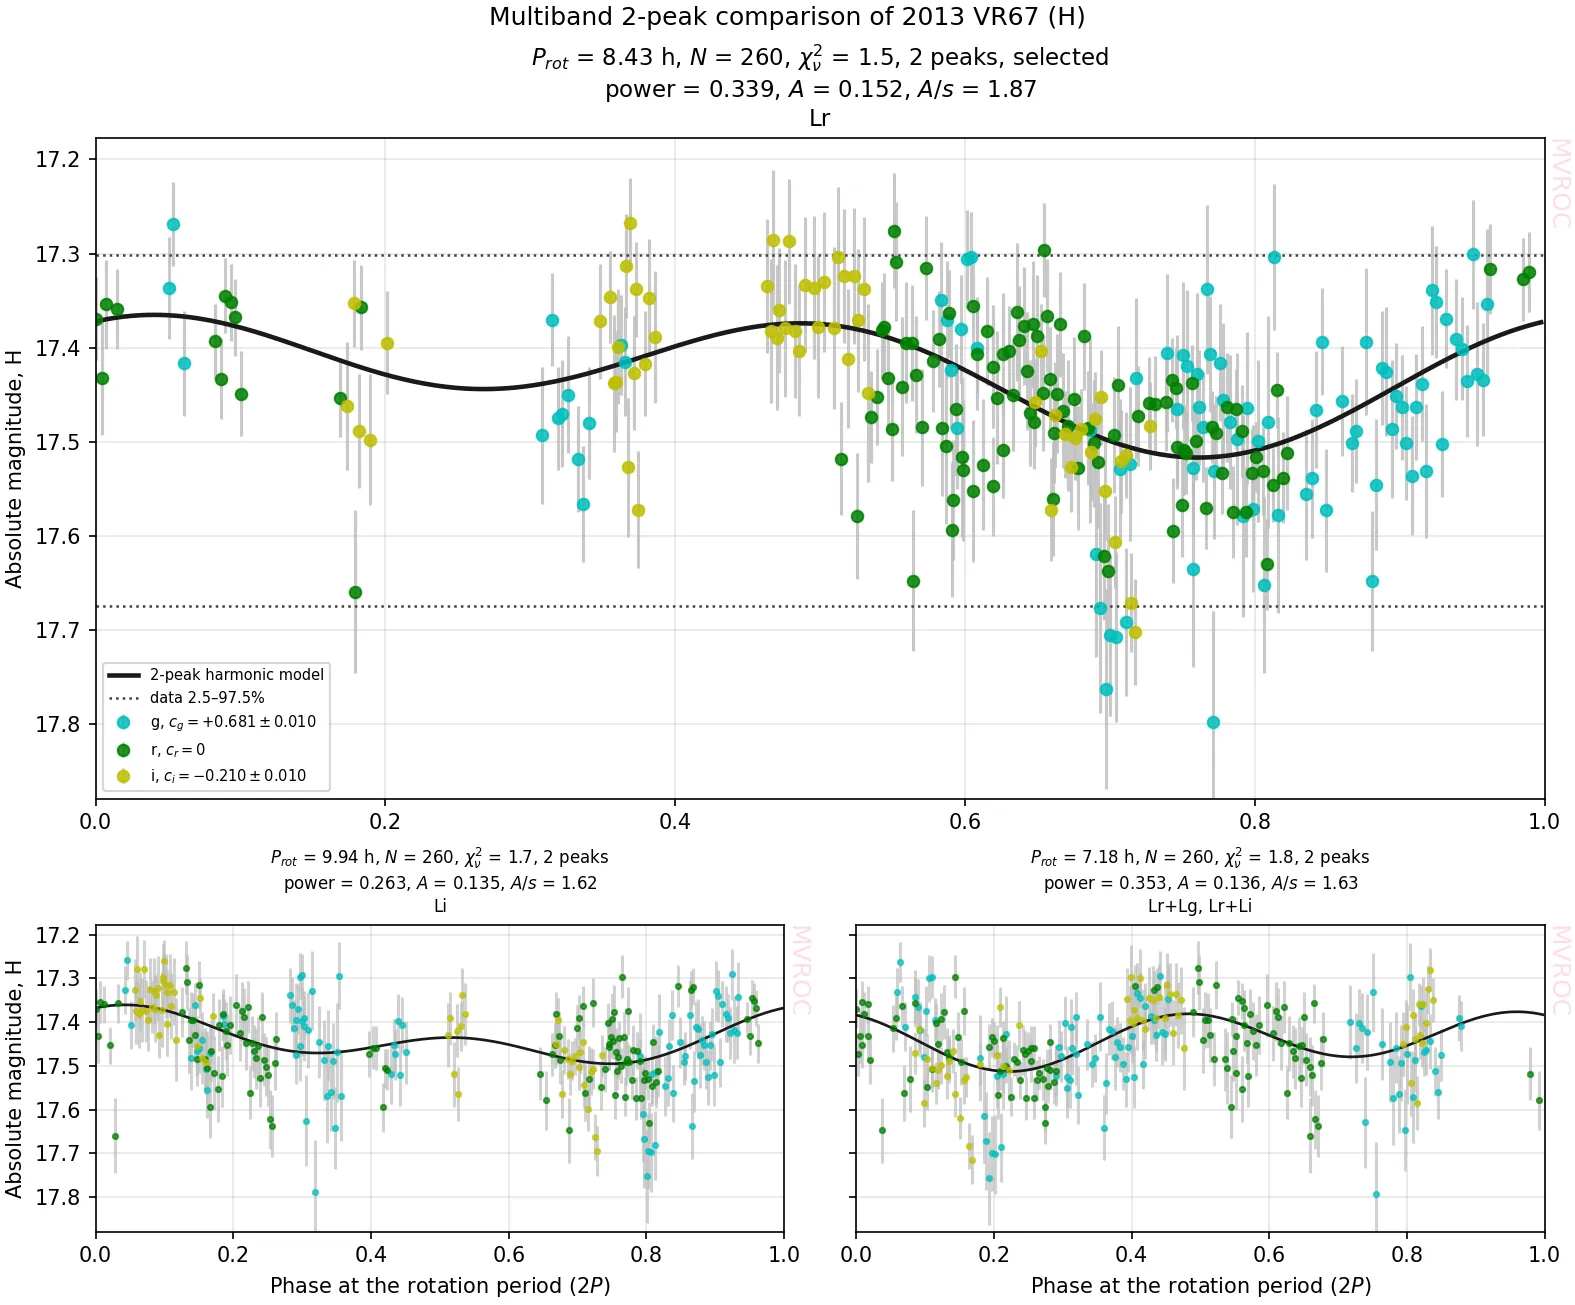 Multiband 2-peak comparison of 2013 VR67 (H)
P_rot = 8.43 h, N = 260, χ²_ν = 1.5, 2 peaks, selected
power = 0.339, A = 0.152, A/s = 1.87
Lr
MVROC
Absolute magnitude, H
17.2
17.3
17.4
17.5
17.6
17.7
17.8
2-peak harmonic model
data 2.5–97.5%
g, c_g = +0.681 ± 0.010
r, c_r = 0
i, c_i = −0.210 ± 0.010
0.0 0.2 0.4 0.6 0.8 1.0
P_rot = 9.94 h, N = 260, χ²_ν = 1.7, 2 peaks
power = 0.263, A = 0.135, A/s = 1.62
Li
MVROC
Absolute magnitude, H
17.2
17.3
17.4
17.5
17.6
17.7
17.8
0.0 0.2 0.4 0.6 0.8 1.0
Phase at the rotation period (2P)
P_rot = 7.18 h, N = 260, χ²_ν = 1.8, 2 peaks
power = 0.353, A = 0.136, A/s = 1.63
Lr+Lg, Lr+Li
MVROC
0.0 0.2 0.4 0.6 0.8 1.0
Phase at the rotation period (2P)